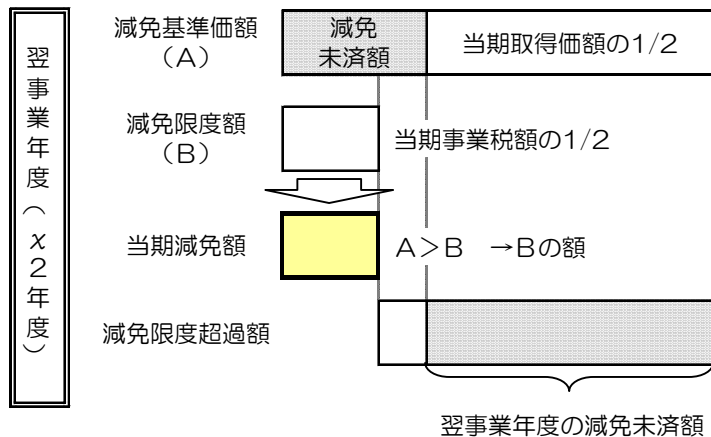 翌事業年度（χ2年度）
減免基準価額
（A）
減免
未済額
当期取得価額の1/2
減免限度額
（B）
当期事業税額の1/2
当期減免額
A＞B　→Bの額
減免限度超過額
翌事業年度の減免未済額